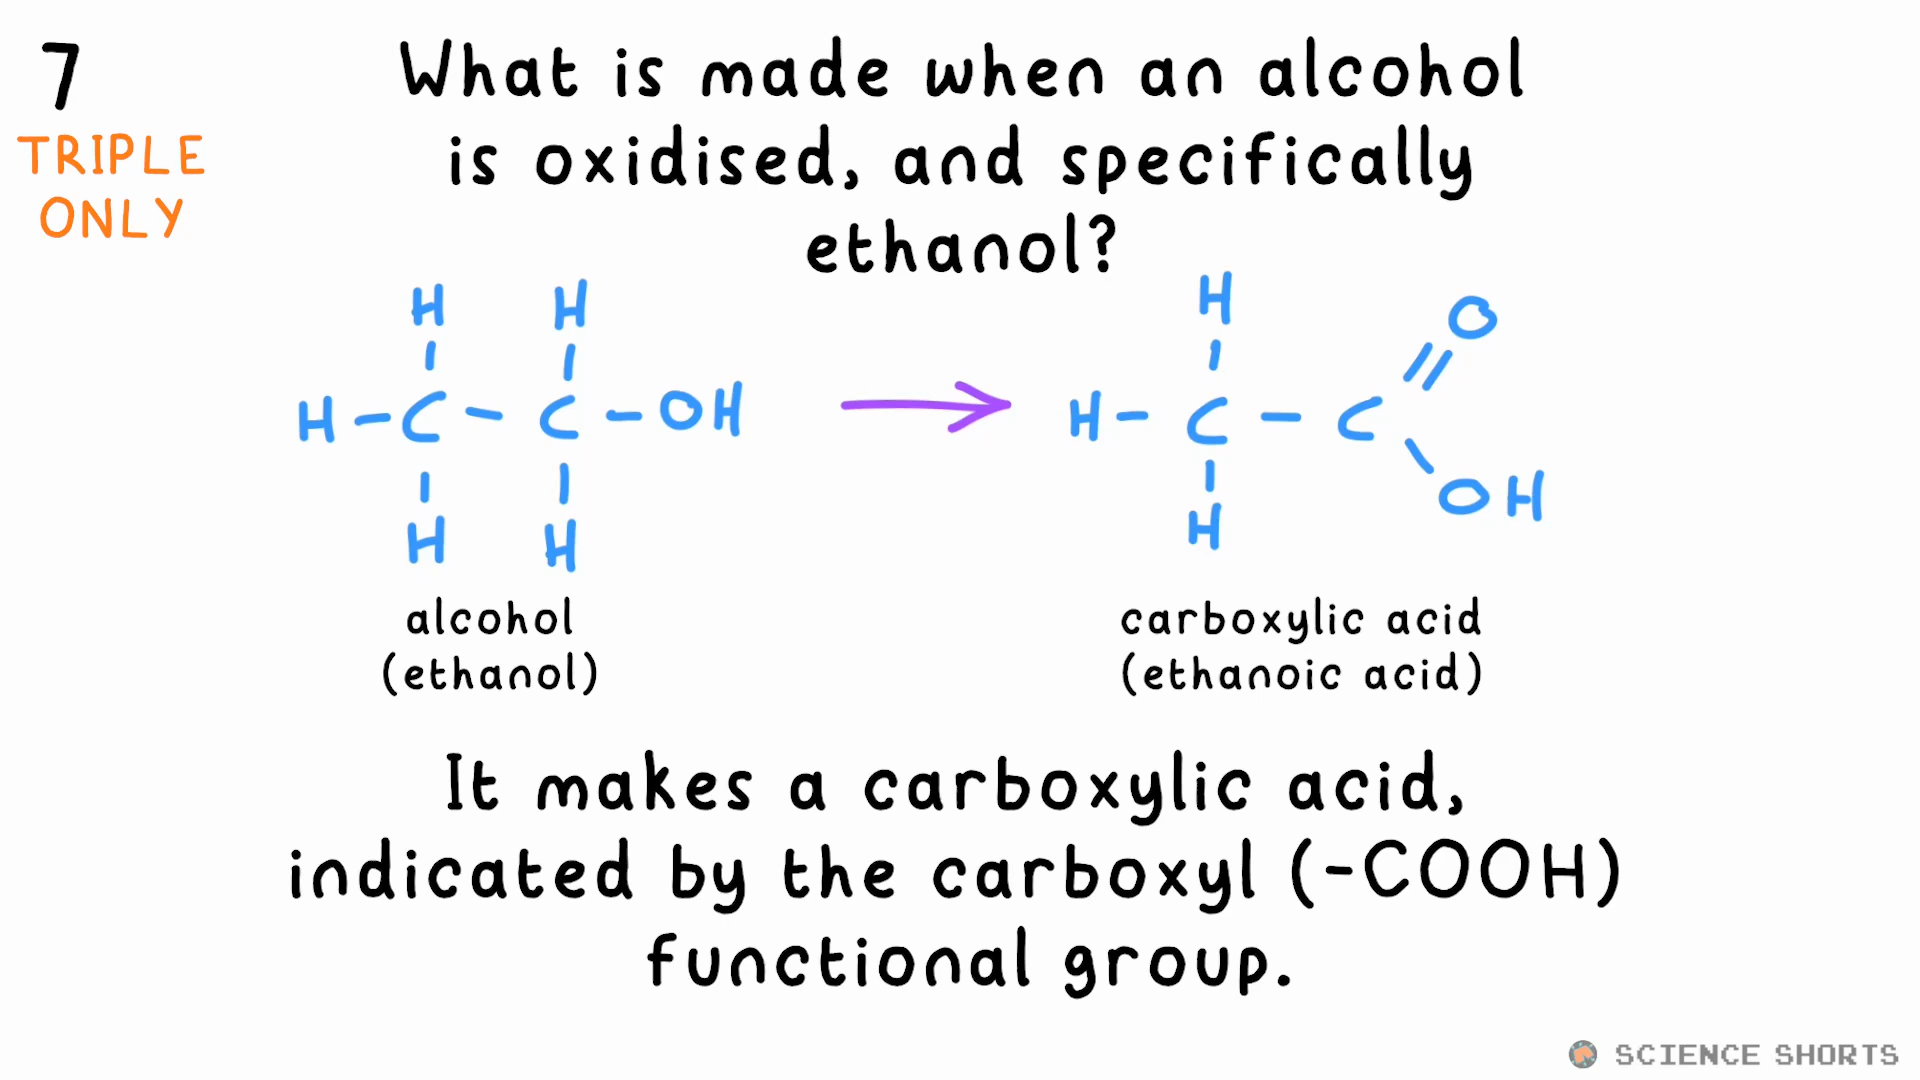 7
TRIPLE
ONLY
What is made when an alcohol
is oxidised, and specifically
ethanol?
H H
H-C-C-OH
H H
H O
H-C-C
OH
H
alcohol
(ethanol)
carboxylic acid
(ethanoic acid)
It makes a carboxylic acid,
indicated by the carboxyl (-COOH)
functional group.
SCIENCE SHORTS